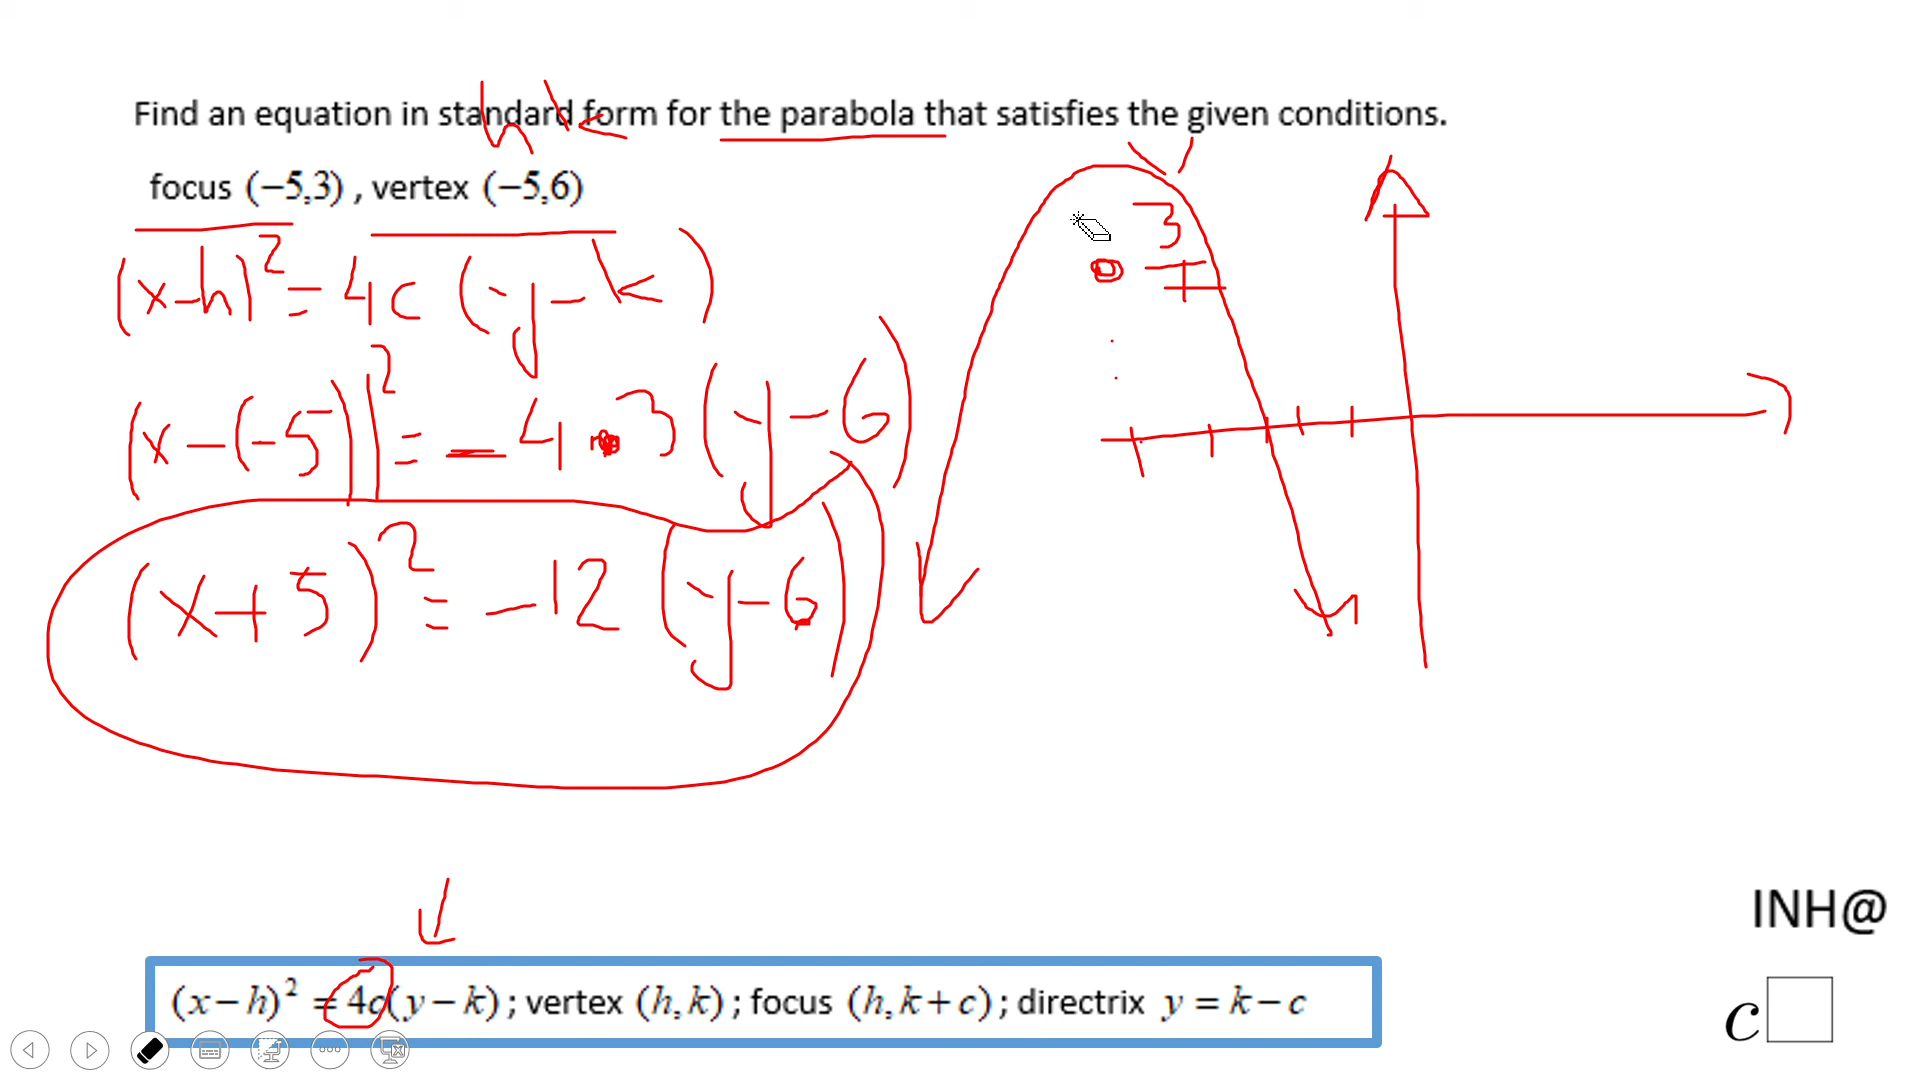 Find an equation in standard form for the parabola that satisfies the given conditions.
h k
focus (−5,3) , vertex (−5,6)
(x-h)² = 4c (y-k)
(x-(-5))² = -4·3 (y-6)
(x+5)² = -12 (y-6)
3
INH@
(x−h)² = 4c(y−k) ; vertex (h,k) ; focus (h,k+c) ; directrix y = k−c
c